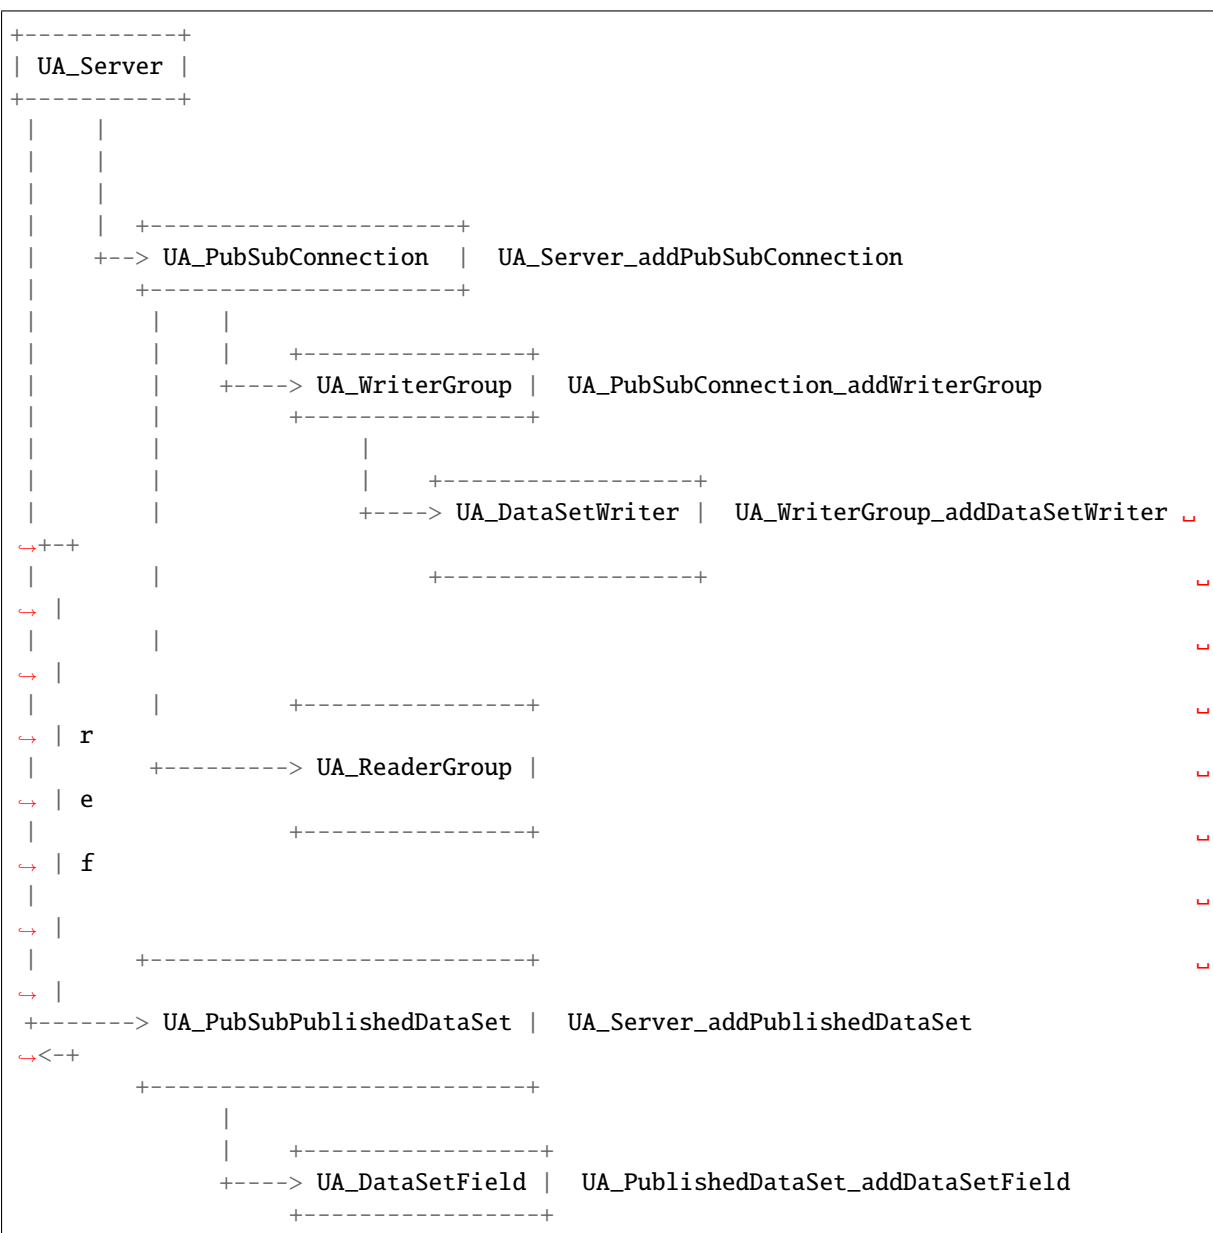 +-----------+
| UA_Server |
+-----------+
 |    |
 |    |
 |    |
 |    |  +----------------------+
 |    +--> UA_PubSubConnection  |  UA_Server_addPubSubConnection
 |       +----------------------+
 |        |    |
 |        |    |    +----------------+
 |        |    +----> UA_WriterGroup |  UA_PubSubConnection_addWriterGroup
 |        |         +----------------+
 |        |              |
 |        |              |    +------------------+
 |        |              +----> UA_DataSetWriter |  UA_WriterGroup_addDataSetWriter ␣
↪+-+
 |        |                   +------------------+                                   ␣
↪ |
 |        |                                                                          ␣
↪ |
 |        |         +----------------+                                               ␣
↪ | r
 |        +---------> UA_ReaderGroup |                                               ␣
↪ | e
 |                  +----------------+                                               ␣
↪ | f
 |                                                                                   ␣
↪ |
 |       +---------------------------+                                               ␣
↪ |
 +-------> UA_PubSubPublishedDataSet |  UA_Server_addPublishedDataSet
↪<-+
         +---------------------------+
               |
               |    +-----------------+
               +----> UA_DataSetField |  UA_PublishedDataSet_addDataSetField
                    +-----------------+